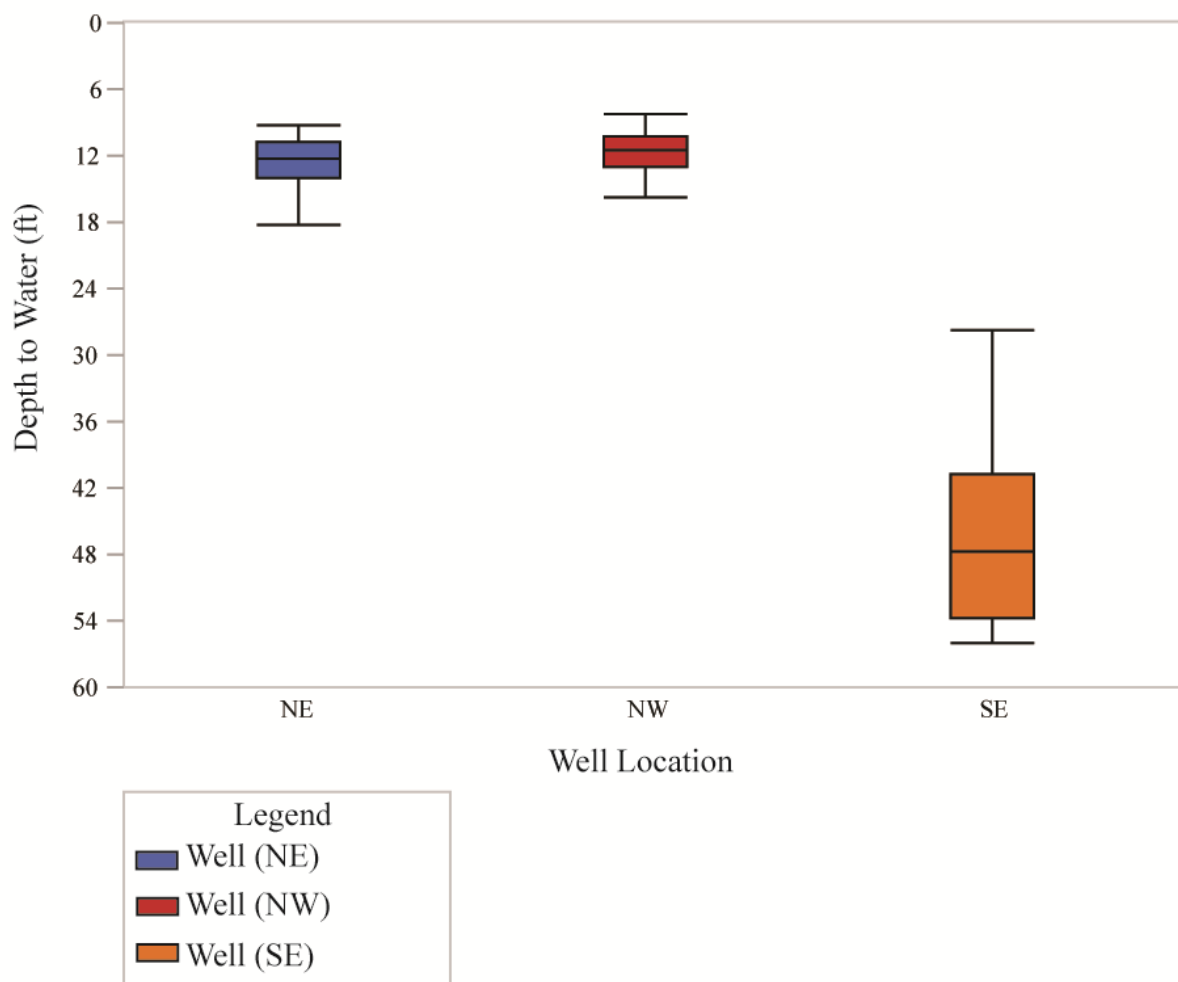 0
6
12
18
24
30
36
42
48
54
60
Depth to Water (ft)
NE NW SE
Well Location
Legend
Well (NE)
Well (NW)
Well (SE)